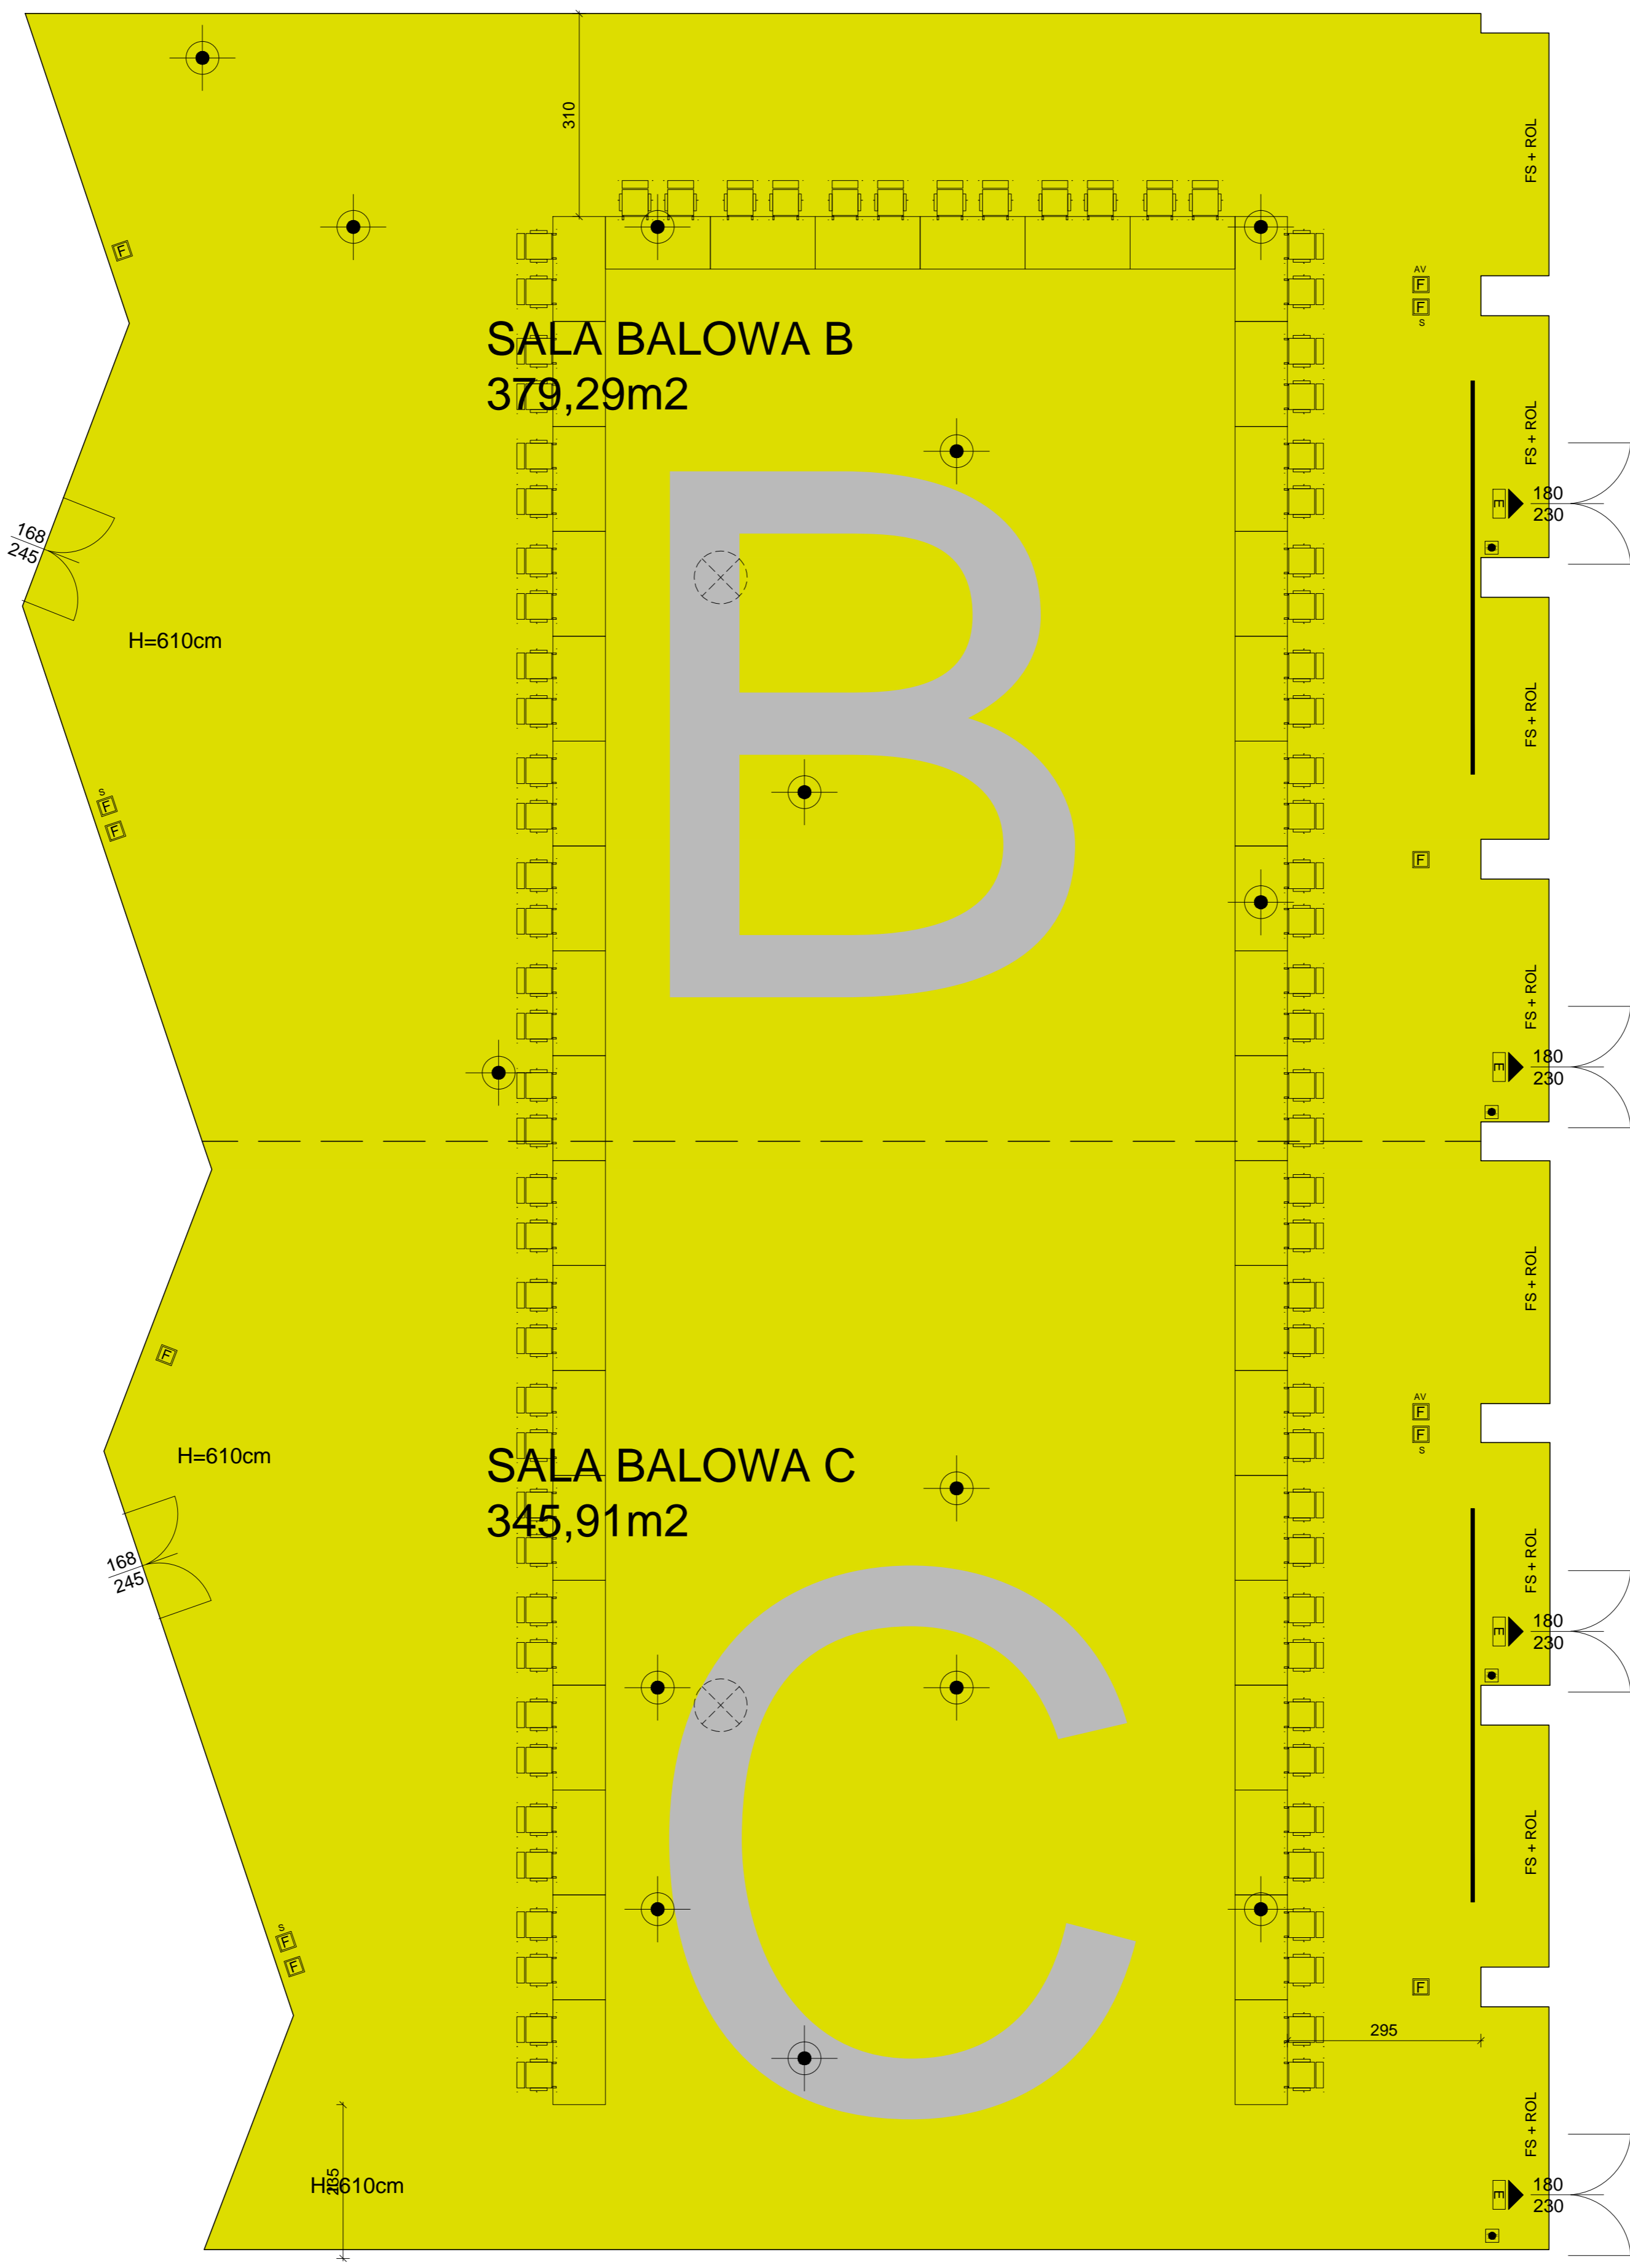 310
FS + ROL
F
AV
F
F
S
SALA BALOWA B
379,29m2
FS + ROL
E
180
230
168
245
B
H=610cm
FS + ROL
S
F
F
F
FS + ROL
E
180
230
FS + ROL
F
AV
F
F
S
H=610cm
SALA BALOWA C
345,91m2
FS + ROL
168
245
E
180
230
C
FS + ROL
S
F
F
F
295
FS + ROL
H=610cm
235
E
180
230